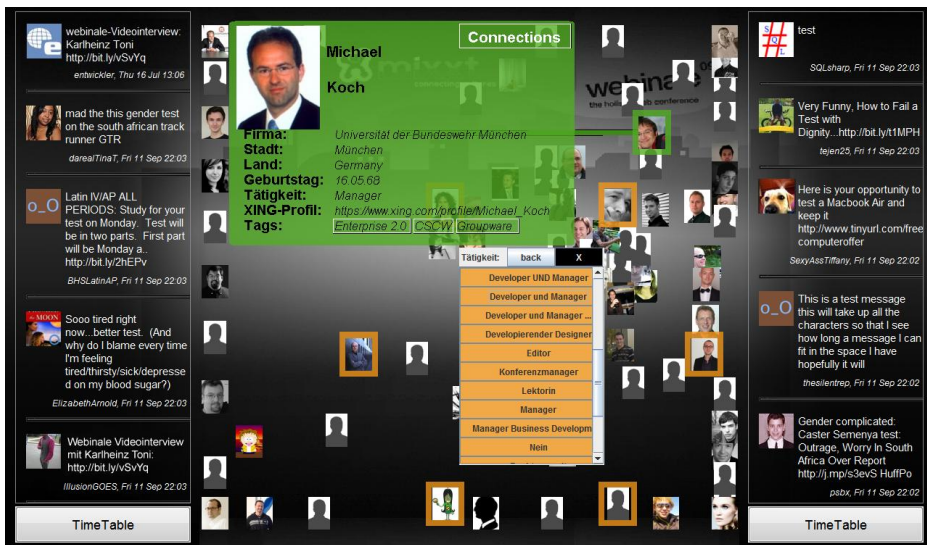 webinale-Videointerview:
Karlheinz Toni
http://bit.ly/vSvYq
entwickler, Thu 16 Jul 13:06
mad the this gender test
on the south african track
runner GTR
darealTinaT, Fri 11 Sep 22:03
o_O
Latin IV/AP ALL
PERIODS: Study for your
test on Monday. Test will
be in two parts. First part
will be Monday a..
http://bit.ly/2hEPv
BHSLatinAP, Fri 11 Sep 22:03
MOON
Sooo tired right
now...better test. (And
why do I blame every time
I'm feeling
tired/thirsty/sick/depresse
d on my blood sugar?)
ElizabethArnold, Fri 11 Sep 22:03
Webinale Videointerview
mit Karlheinz Toni:
http://bit.ly/vSvYq
IllusionGOES, Fri 11 Sep 22:03
TimeTable
Connections
Michael
Koch
mixxt
webinale
Firma: Universität der Bundeswehr München
Stadt: München
Land: Germany
Geburtstag: 16.05.68
Tätigkeit: Manager
XING-Profil: https://www.xing.com/profile/Michael_Koch
Tags: Enterprise 2.0 CSCW Groupware
Tätigkeit: back X
Developer UND Manager
Developer und Manager
Developer und Manager ...
Developierender Designer
Editor
Konferenzmanager
Lektorin
Manager
Manager Business Developm
Nein
SQL
test
SQLsharp, Fri 11 Sep 22:03
Very Funny, How to Fail a
Test with
Dignity...http://bit.ly/t1MPH
tejen25, Fri 11 Sep 22:03
Here is your opportunity to
test a Macbook Air and
keep it
http://www.tinyurl.com/free
computeroffer
SexyAssTiffany, Fri 11 Sep 22:02
o_O
This is a test message
this will take up all the
characters so that I see
how long a message I can
fit in the space I have
hopefully it will
thesilentrep, Fri 11 Sep 22:02
Gender complicated:
Caster Semenya test:
Outrage, Worry In South
Africa Over Report
http://j.mp/s3evS HuffPo
psbx, Fri 11 Sep 22:02
TimeTable